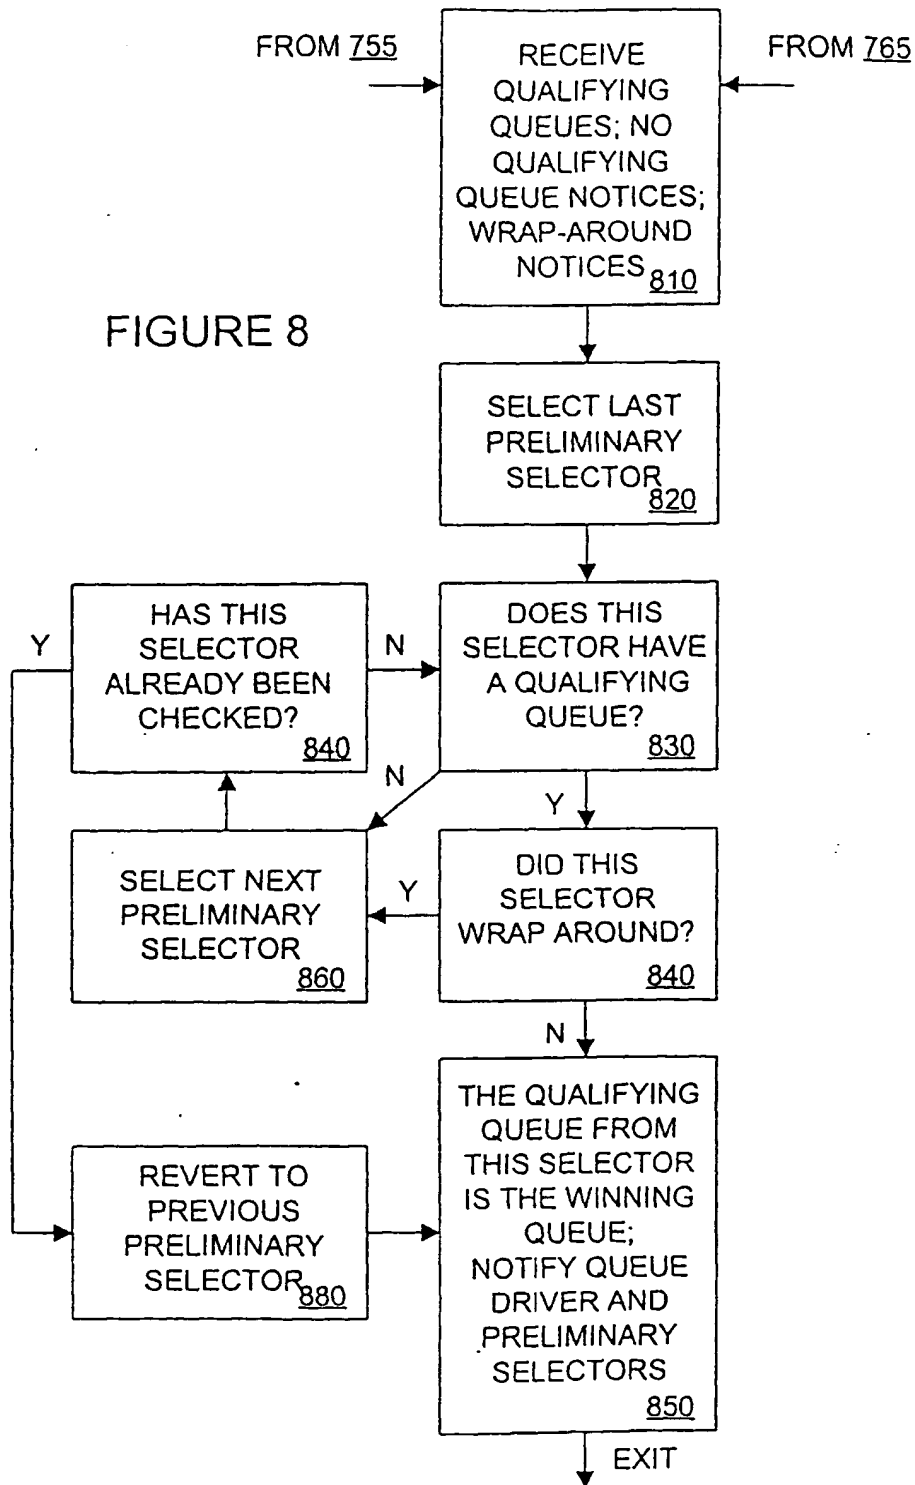 FROM 755
FROM 765
RECEIVE
QUALIFYING
QUEUES; NO
QUALIFYING
QUEUE NOTICES;
WRAP-AROUND
NOTICES
810
FIGURE 8
SELECT LAST
PRELIMINARY
SELECTOR
820
Y
HAS THIS
SELECTOR
ALREADY BEEN
CHECKED?
840
N
DOES THIS
SELECTOR HAVE
A QUALIFYING
QUEUE?
830
N
Y
SELECT NEXT
PRELIMINARY
SELECTOR
860
Y
DID THIS
SELECTOR
WRAP AROUND?
840
N
THE QUALIFYING
QUEUE FROM
THIS SELECTOR
IS THE WINNING
QUEUE;
NOTIFY QUEUE
DRIVER AND
PRELIMINARY
SELECTORS
850
REVERT TO
PREVIOUS
PRELIMINARY
SELECTOR
880
EXIT